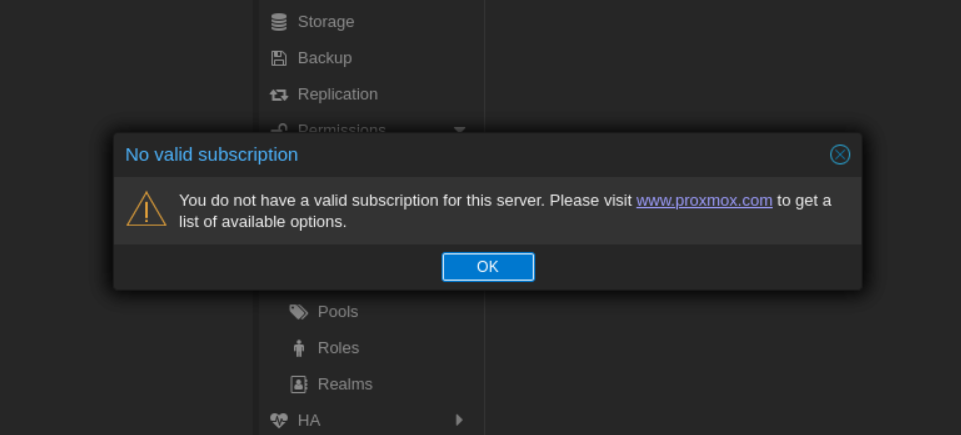 Storage
Backup
Replication
Permissions
No valid subscription
You do not have a valid subscription for this server. Please visit www.proxmox.com to get a
list of available options.
OK
Pools
Roles
Realms
HA